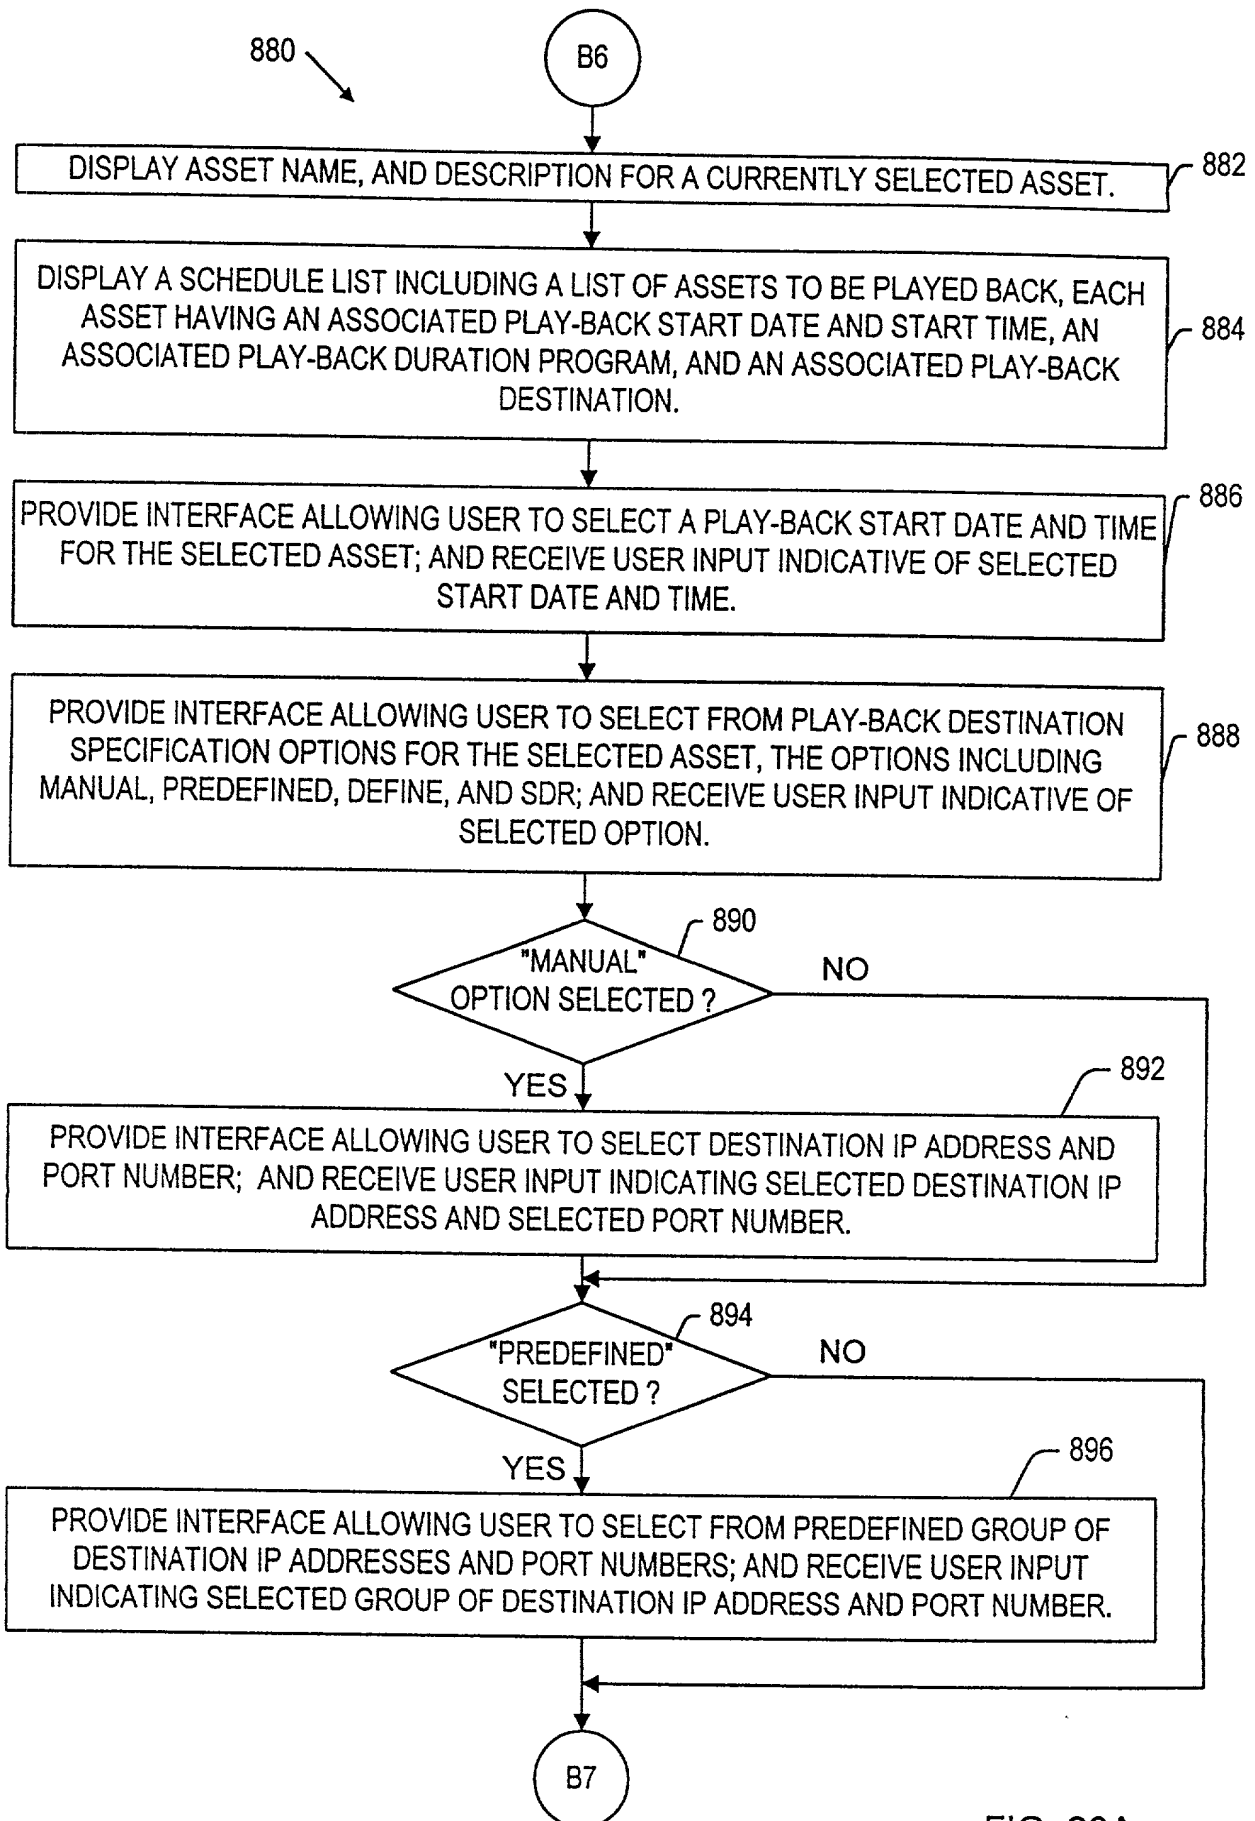 880
B6
DISPLAY ASSET NAME, AND DESCRIPTION FOR A CURRENTLY SELECTED ASSET.
882
DISPLAY A SCHEDULE LIST INCLUDING A LIST OF ASSETS TO BE PLAYED BACK, EACH
ASSET HAVING AN ASSOCIATED PLAY-BACK START DATE AND START TIME, AN
ASSOCIATED PLAY-BACK DURATION PROGRAM, AND AN ASSOCIATED PLAY-BACK
DESTINATION.
884
PROVIDE INTERFACE ALLOWING USER TO SELECT A PLAY-BACK START DATE AND TIME
FOR THE SELECTED ASSET; AND RECEIVE USER INPUT INDICATIVE OF SELECTED
START DATE AND TIME.
886
PROVIDE INTERFACE ALLOWING USER TO SELECT FROM PLAY-BACK DESTINATION
SPECIFICATION OPTIONS FOR THE SELECTED ASSET, THE OPTIONS INCLUDING
MANUAL, PREDEFINED, DEFINE, AND SDR; AND RECEIVE USER INPUT INDICATIVE OF
SELECTED OPTION.
888
890
"MANUAL"
OPTION SELECTED ?
NO
YES
892
PROVIDE INTERFACE ALLOWING USER TO SELECT DESTINATION IP ADDRESS AND
PORT NUMBER; AND RECEIVE USER INPUT INDICATING SELECTED DESTINATION IP
ADDRESS AND SELECTED PORT NUMBER.
894
"PREDEFINED"
SELECTED ?
NO
YES
896
PROVIDE INTERFACE ALLOWING USER TO SELECT FROM PREDEFINED GROUP OF
DESTINATION IP ADDRESSES AND PORT NUMBERS; AND RECEIVE USER INPUT
INDICATING SELECTED GROUP OF DESTINATION IP ADDRESS AND PORT NUMBER.
B7